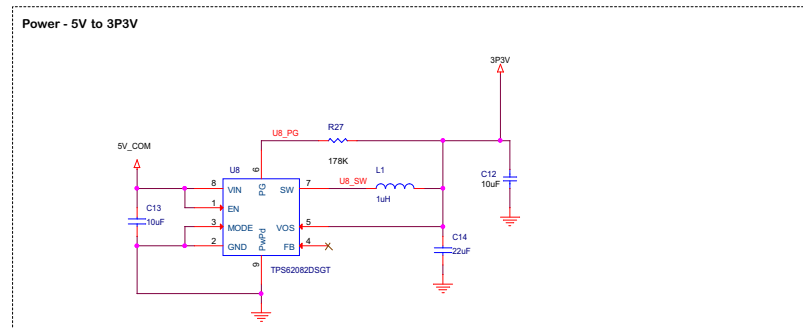 Power - 5V to 3P3V
3P3V
U8_PG
R27
178K
5V_COM
U8
6
L1
C12
10uF
8
VIN
PG
SW
7
U8_SW
1uH
1
EN
C13
10uF
3
MODE
VOS
5
2
GND
PwPd
FB
4
C14
22uF
9
TPS62082DSGT